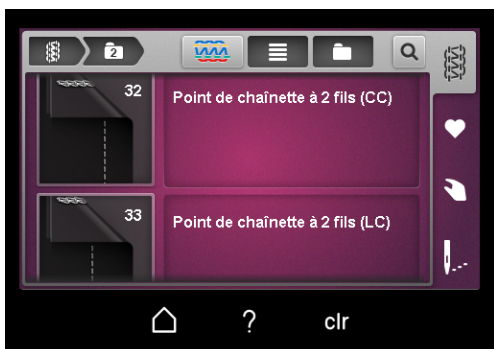 2
32
Point de chaînette à 2 fils (CC)
33
Point de chaînette à 2 fils (LC)
? clr